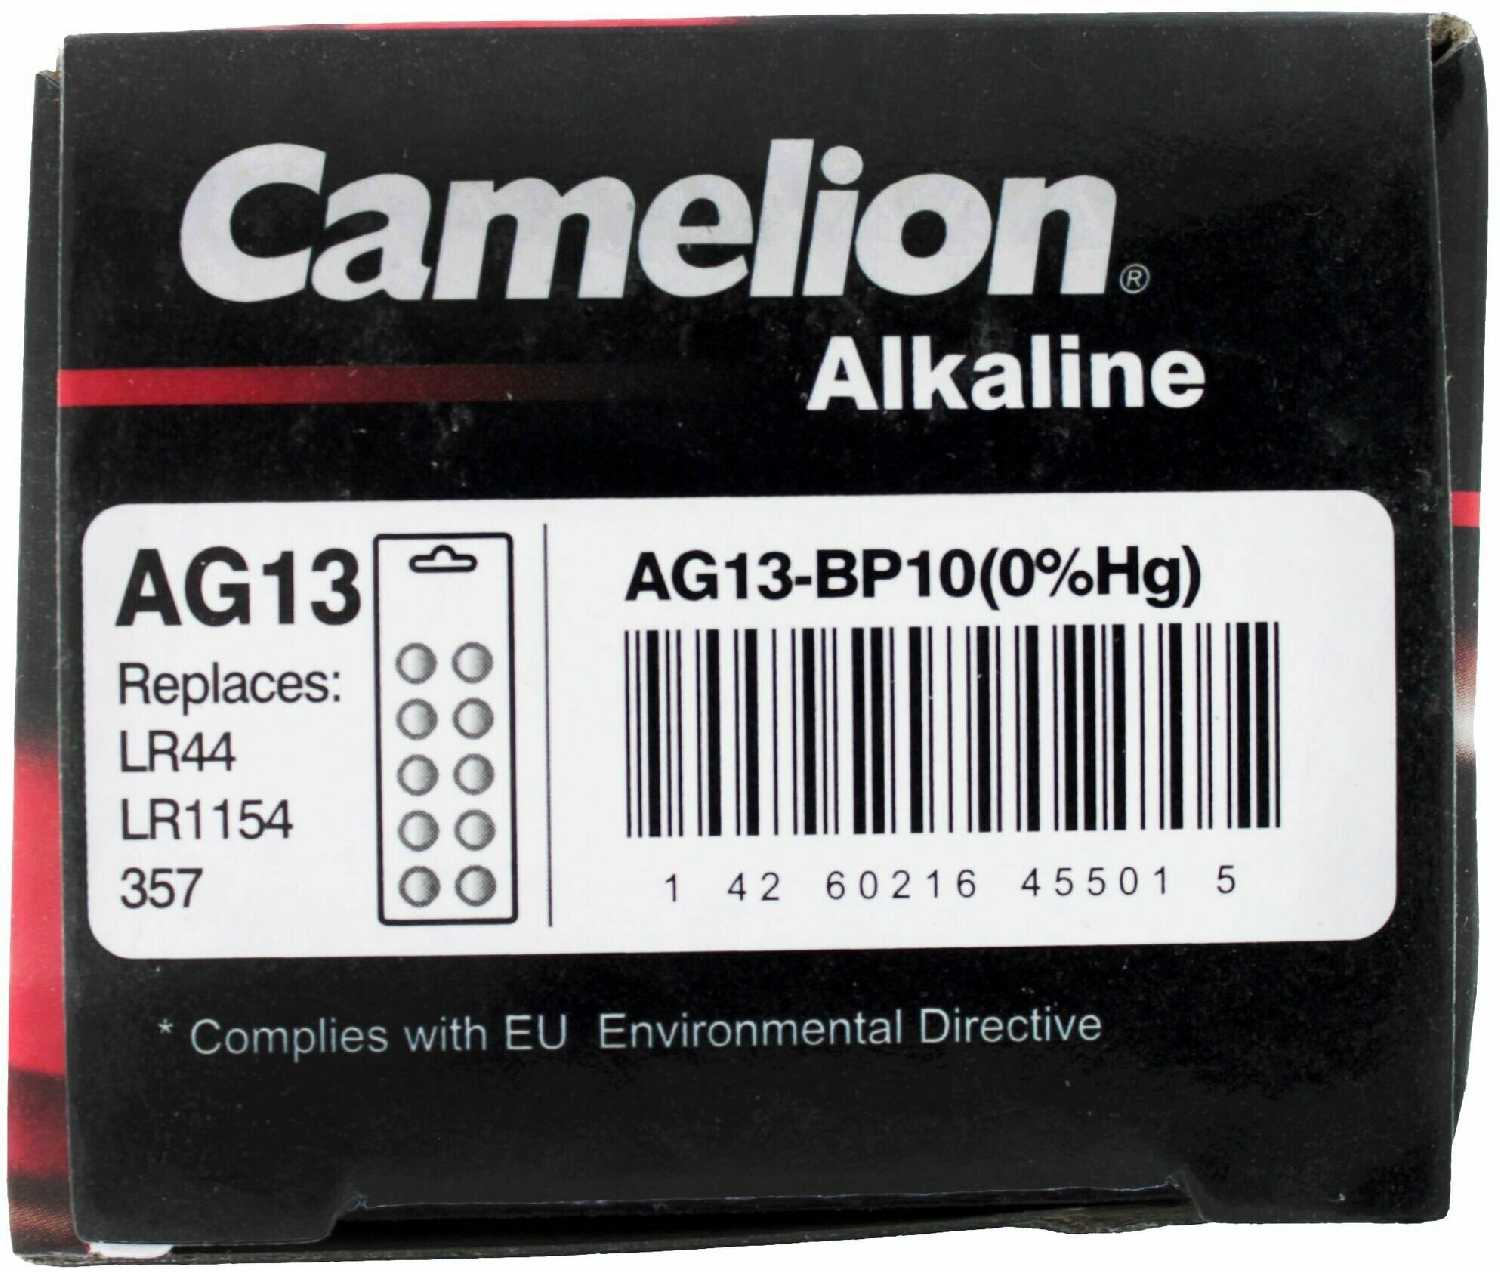 Camelion®
Alkaline
AG13
Replaces:
LR44
LR1154
357
AG13-BP10(0%Hg)
1 42 60216 45501 5
* Complies with EU Environmental Directive